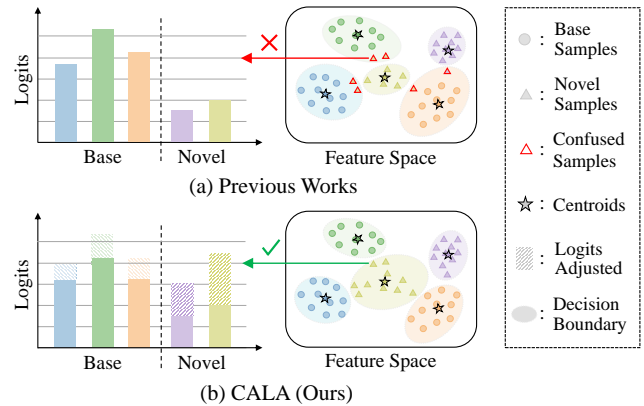 Logits
Base
Novel
Feature Space
(a) Previous Works
Logits
Base
Novel
Feature Space
(b) CALA (Ours)
: Base
Samples
: Novel
Samples
: Confused
Samples
: Centroids
: Logits
Adjusted
: Decision
Boundary